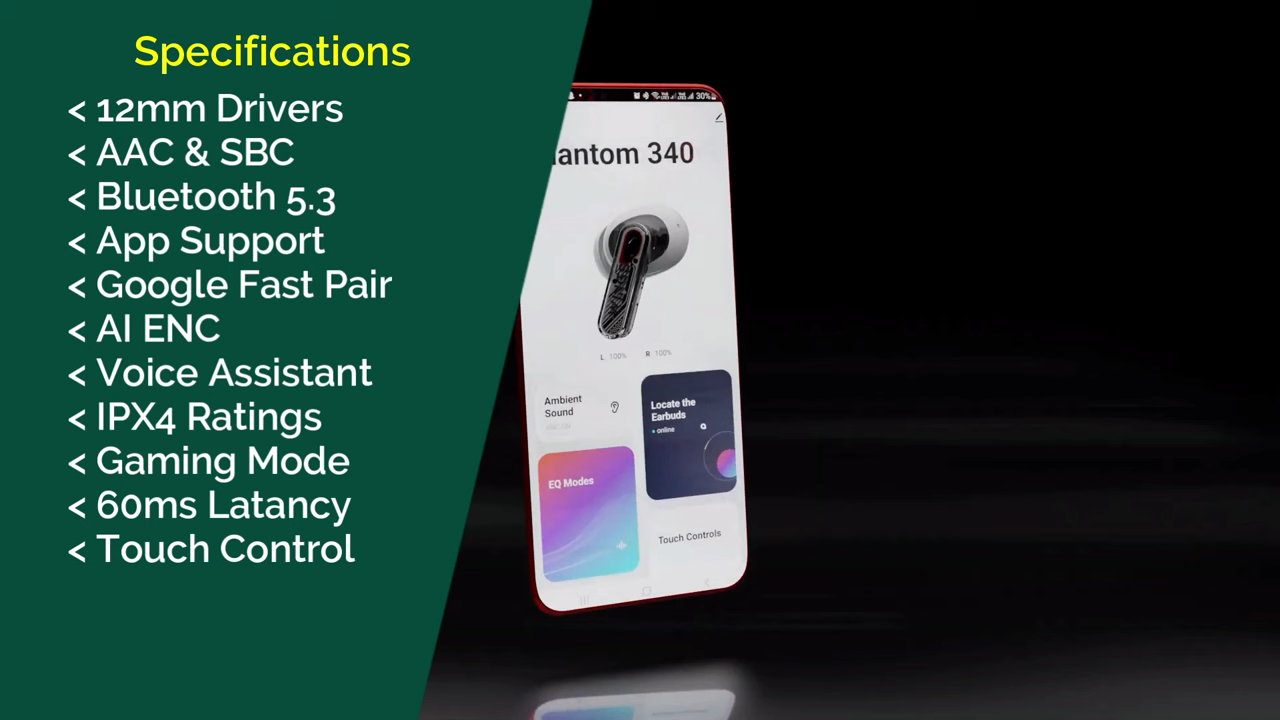 Specifications
< 12mm Drivers
< AAC & SBC
< Bluetooth 5.3
< App Support
< Google Fast Pair
< AI ENC
< Voice Assistant
< IPX4 Ratings
< Gaming Mode
< 60ms Latancy
< Touch Control
30%
antom 340
L 100% R 100%
Ambient
Sound
Locate the
Earbuds
online
EQ Modes
Touch Controls